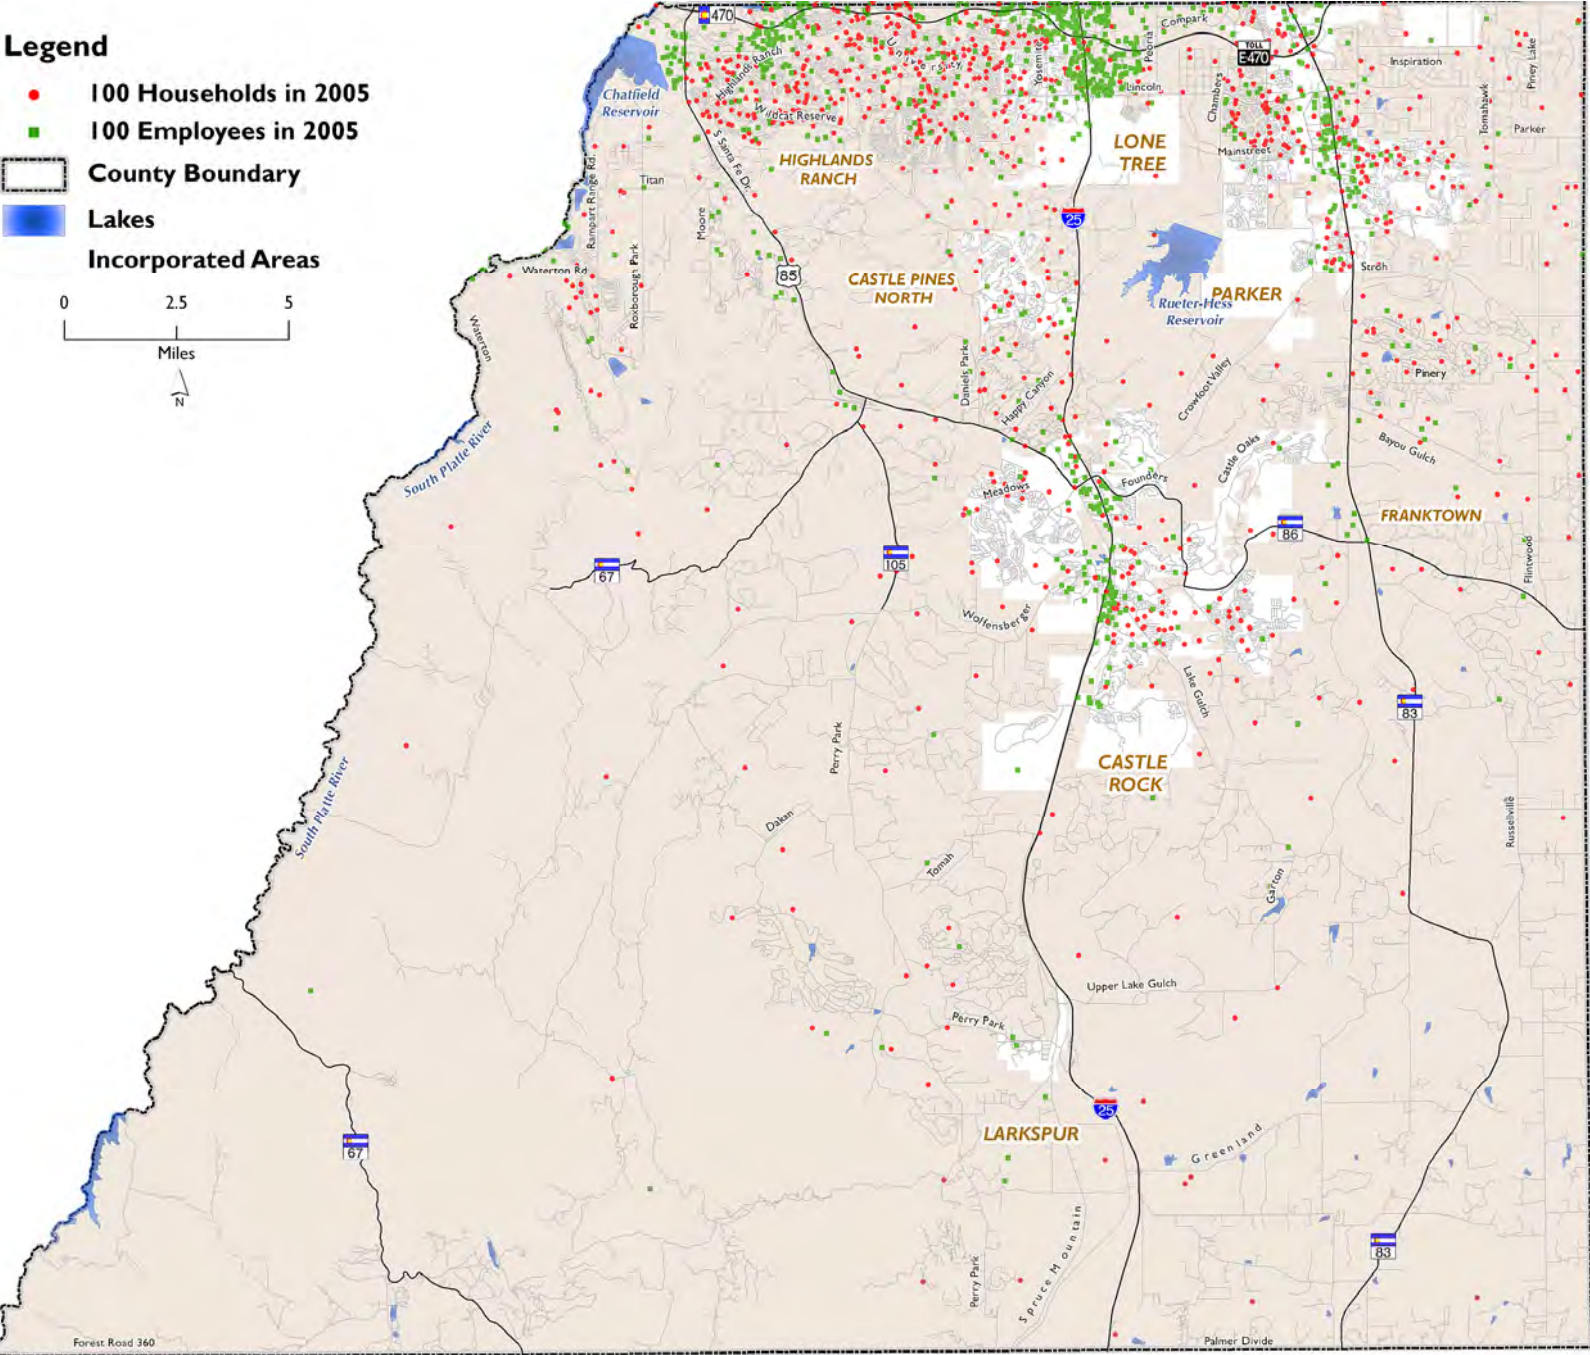 Legend
100 Households in 2005
100 Employees in 2005
County Boundary
Lakes
Incorporated Areas
0 2.5 5
Miles
N
470
Compark
TOLL
E-470
Inspiration
Piney Lake
Tomahawk
Parker
University
Yosemite
Peoria
Lincoln
Chambers
Mainstreet
Highlands Ranch
Wildcat Reserve
Chatfield
Reservoir
S Santa Fe Dr.
HIGHLANDS
RANCH
LONE
TREE
Titan
Moore
Rampart Range Rd.
Roxborough Park
Waterton Rd
Waterton
25
85
CASTLE PINES
NORTH
PARKER
Rueter-Hess
Reservoir
Stroh
Daniels Park
Happy Canyon
Crowfoot Valley
Pinery
Bayou Gulch
South Platte River
Meadows
Founders
Castle Oaks
FRANKTOWN
86
Flintwood
67
105
Wolfensberger
Lake Gulch
83
Perry Park
CASTLE
ROCK
South Platte River
Dakan
Tomah
Garton
Russellville
Upper Lake Gulch
Perry Park
25
LARKSPUR
Greenland
67
Spruce Mountain
Perry Park
83
Forest Road 360
Palmer Divide